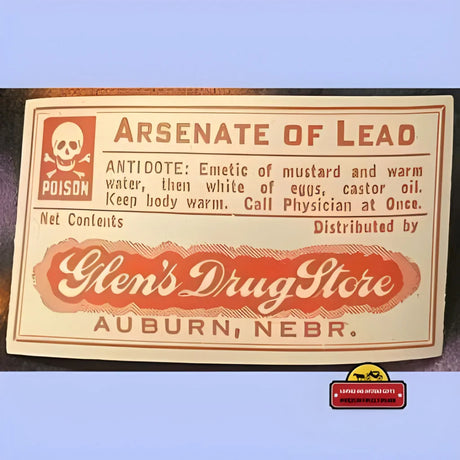 ARSENATE OF LEAD
POISON
ANTIDOTE: Emetic of mustard and warm
water, then white of eggs, castor oil.
Keep body warm. Call Physician at Once.
Net Contents
Distributed by
Glen's Drug Store
AUBURN, NEBR.